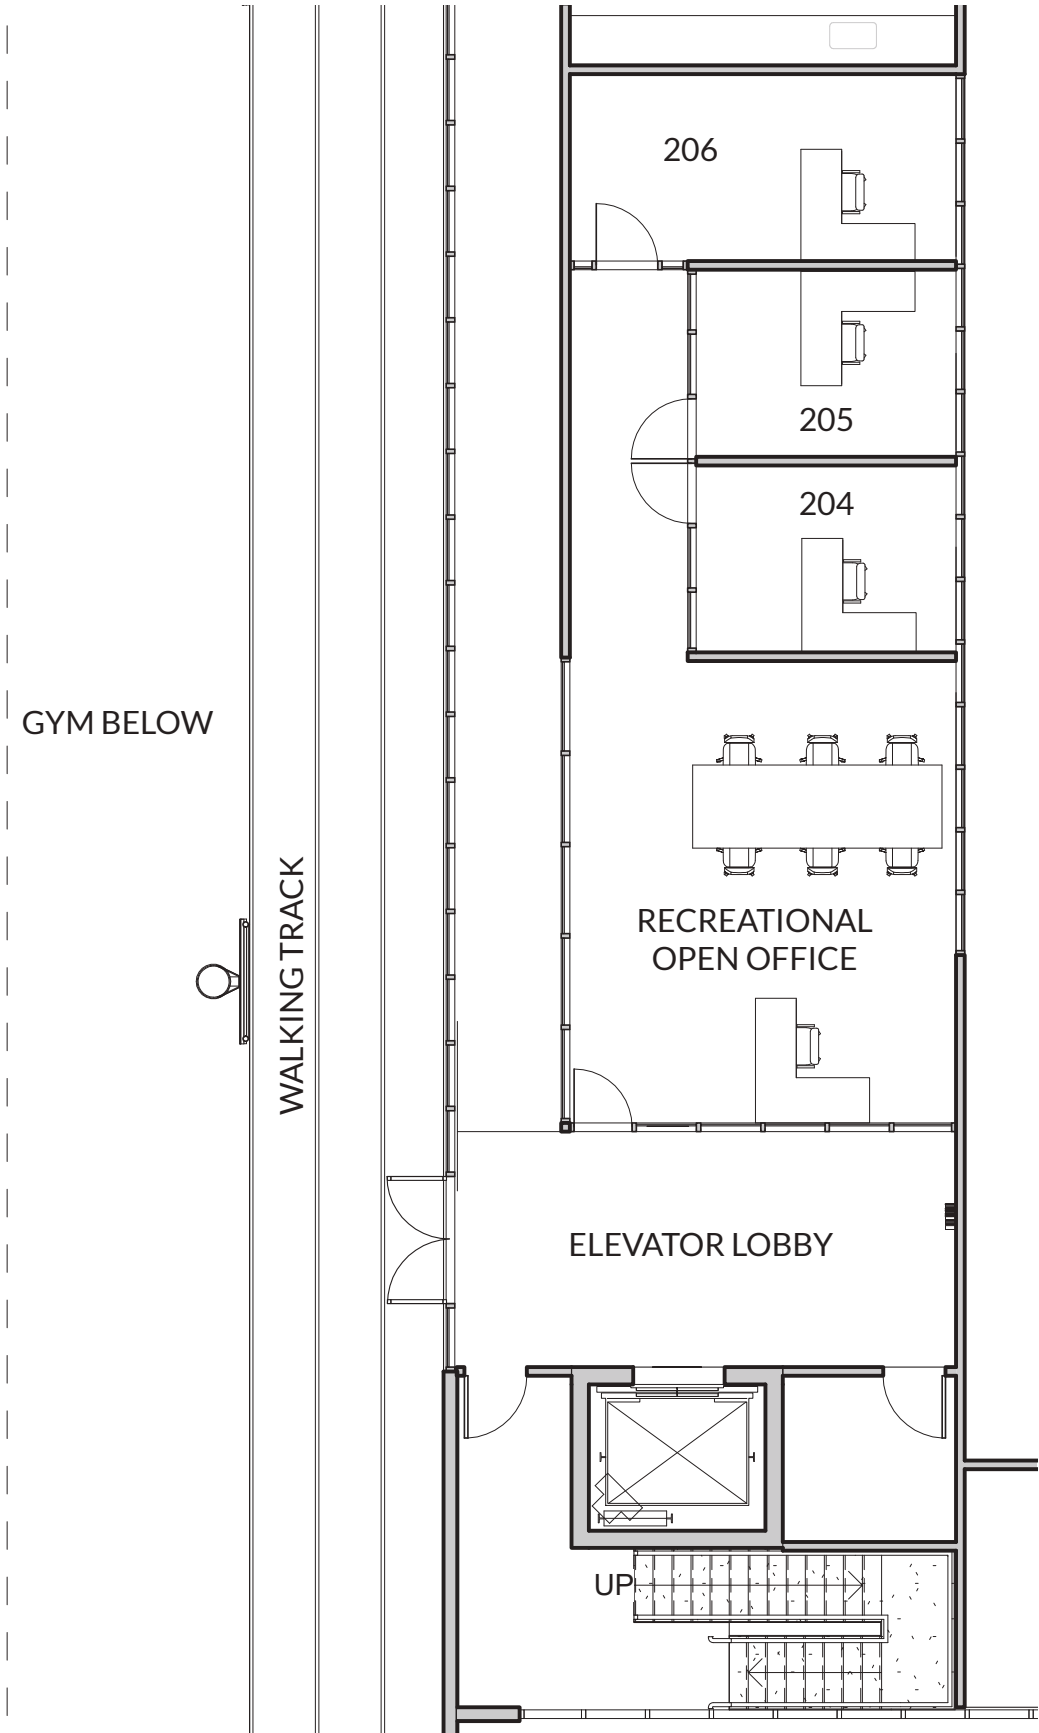 206
205
204
GYM BELOW
WALKING TRACK
RECREATIONAL
OPEN OFFICE
ELEVATOR LOBBY
UP